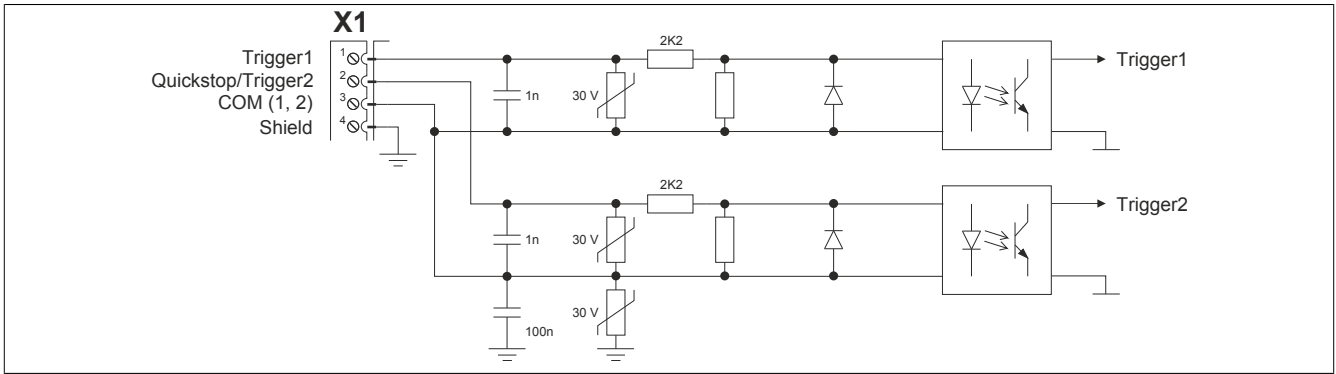 X1
Trigger1
Quickstop/Trigger2
COM (1, 2)
Shield
1
2
3
4
2K2
1n
30 V
Trigger1
2K2
1n
30 V
Trigger2
100n
30 V